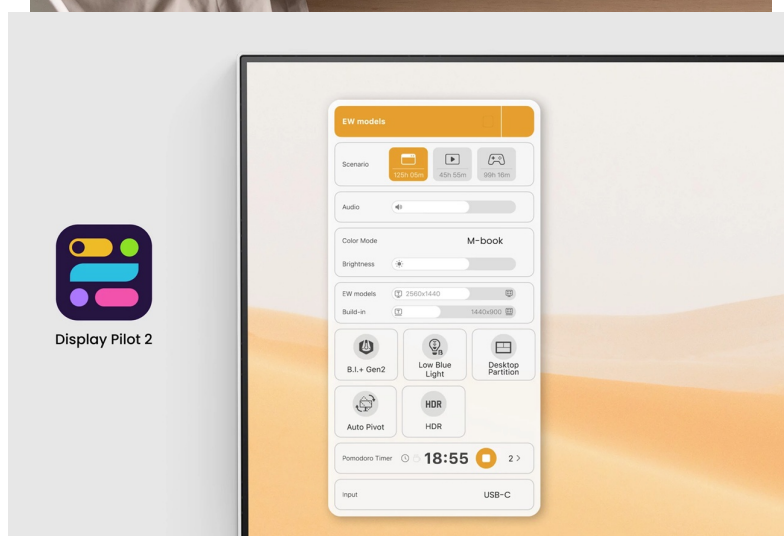 EW models
Scenario
125h 05m
45h 55m
99h 16m
Audio
Color Mode
M-book
Brightness
EW models
2560x1440
Build-in
1440x900
B.I.+ Gen2
Low Blue
Light
Desktop
Partition
Auto Pivot
HDR
HDR
Pomodoro Timer
18:55
2 >
input
USB-C
Display Pilot 2